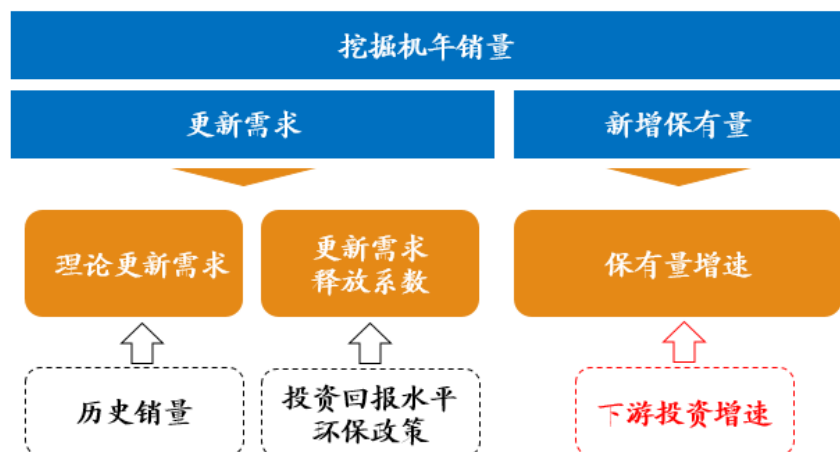 挖掘机年销量
更新需求
新增保有量
理论更新需求
更新需求
释放系数
保有量增速
历史销量
投资回报水平
环保政策
下游投资增速